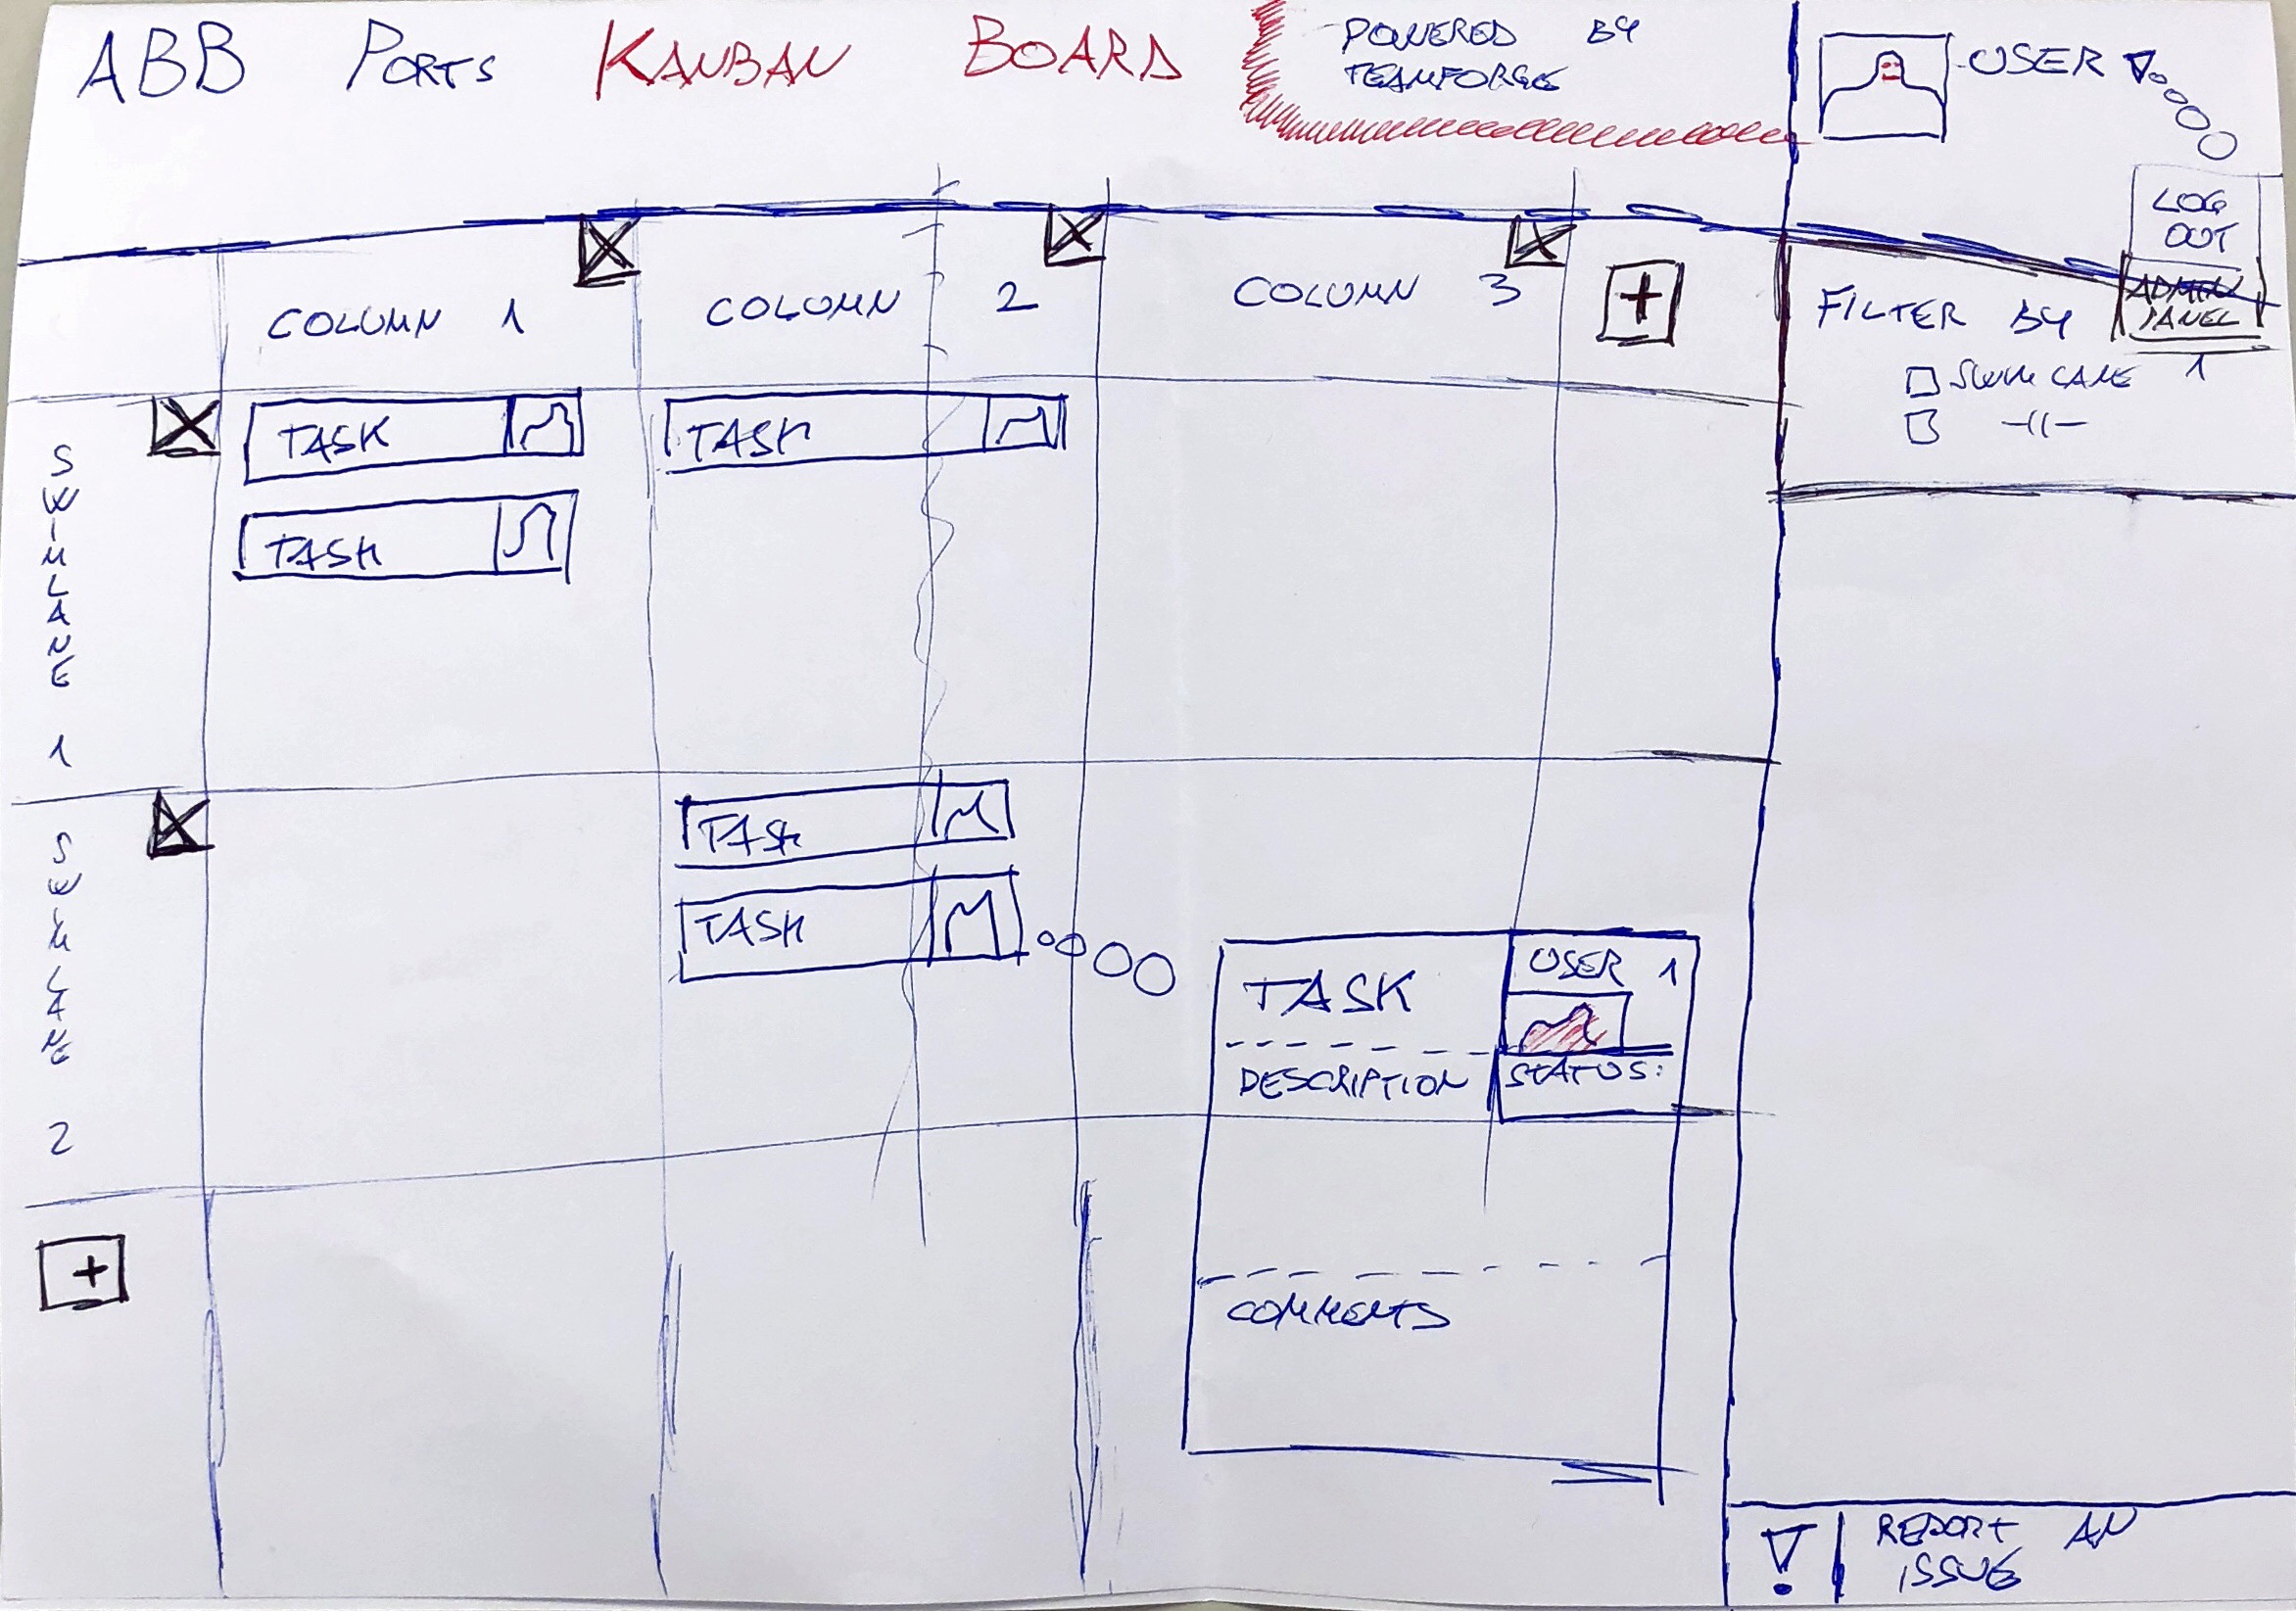 ABB PORTS KANBAN BOARD
POWERED BY
TEAMFORGE
USER
LOG
OUT
ADMIN
PANEL
COLUMN 1
COLUMN 2
COLUMN 3
+
FILTER BY
SWIMLANE 1
-||-
SWIMLANE 1
TASK
TASK
TASK
SWIMLANE 2
TASK
TASK
TASK
USER 1
DESCRIPTION
STATUS:
COMMENTS
+
! REPORT AN
ISSUE